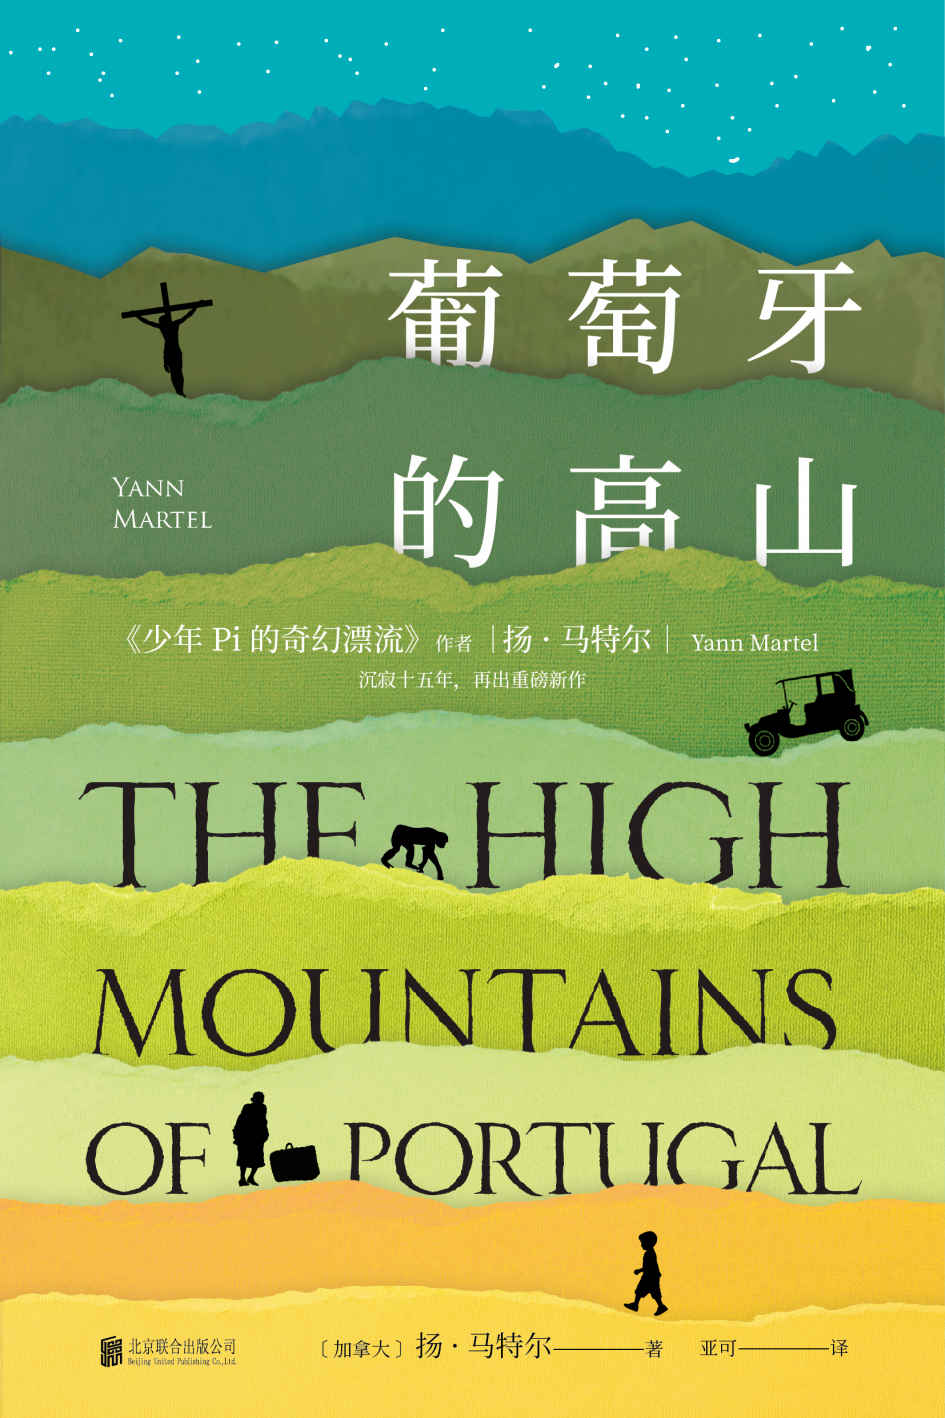 葡萄牙
的高山
YANN
MARTEL
《少年 Pi 的奇幻漂流》作者 | 扬·马特尔 | Yann Martel
沉寂十五年，再出重磅新作
THE HIGH
MOUNTAINS
OF PORTUGAL
北京联合出版公司
Beijing United Publishing Co.,Ltd.
〔加拿大〕扬·马特尔————著 亚可————译